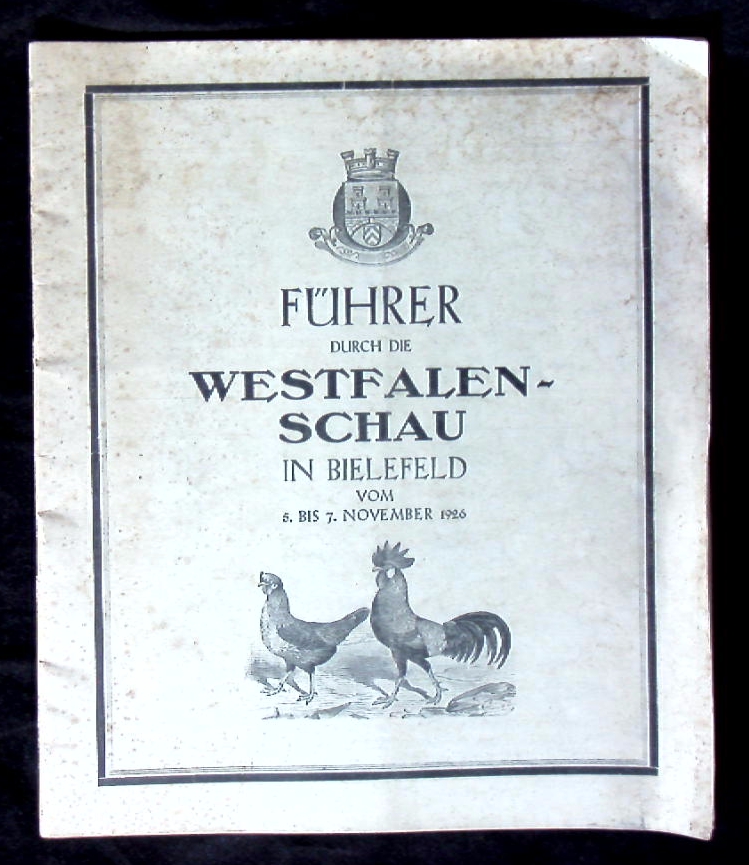 FÜHRER
DURCH DIE
WESTFALEN-
SCHAU
IN BIELEFELD
VOM
5. BIS 7. NOVEMBER 1926